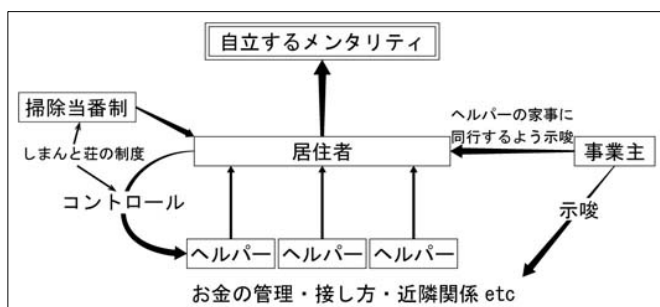 自立するメンタリティ
掃除当番制
ヘルパーの家事に
同行するよう示唆
しまんと荘の制度
居住者
事業主
コントロール
示唆
ヘルパー
ヘルパー
ヘルパー
お金の管理・接し方・近隣関係 etc